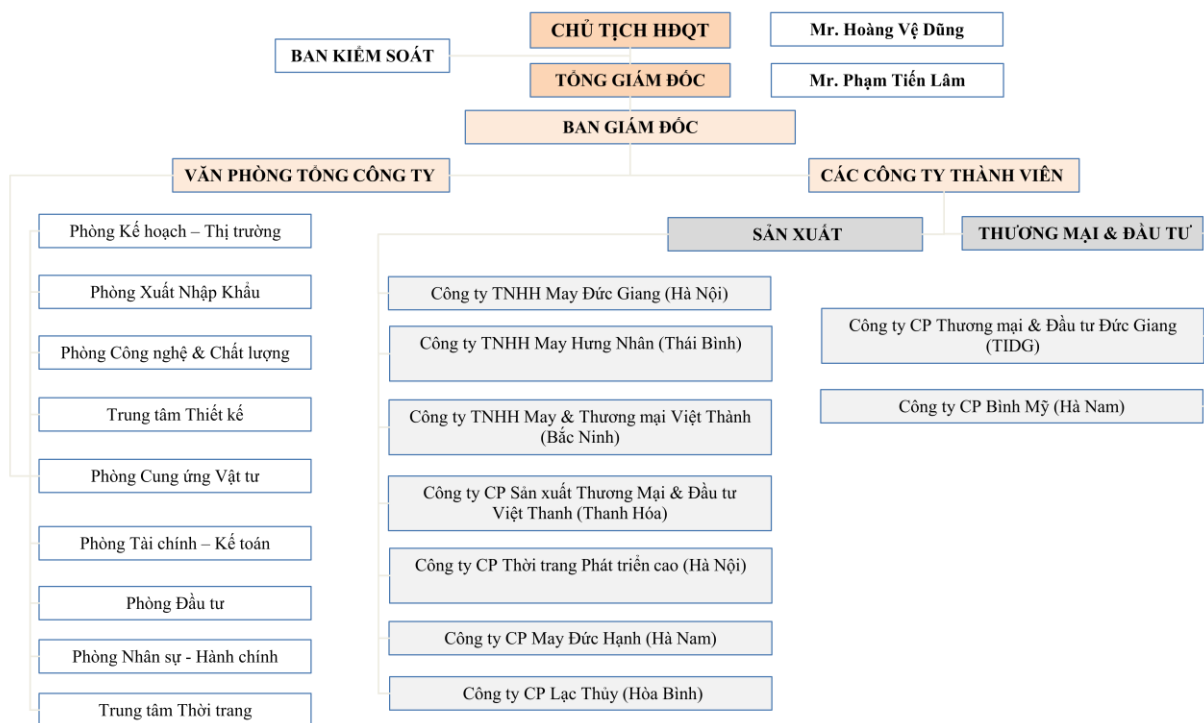 CHỦ TỊCH HĐQT
Mr. Hoàng Vệ Dũng
BAN KIỂM SOÁT
TỔNG GIÁM ĐỐC
Mr. Phạm Tiến Lâm
BAN GIÁM ĐỐC
VĂN PHÒNG TỔNG CÔNG TY
CÁC CÔNG TY THÀNH VIÊN
Phòng Kế hoạch – Thị trường
Phòng Xuất Nhập Khẩu
Phòng Công nghệ & Chất lượng
Trung tâm Thiết kế
Phòng Cung ứng Vật tư
Phòng Tài chính – Kế toán
Phòng Đầu tư
Phòng Nhân sự - Hành chính
Trung tâm Thời trang
SẢN XUẤT
Công ty TNHH May Đức Giang (Hà Nội)
Công ty TNHH May Hưng Nhân (Thái Bình)
Công ty TNHH May & Thương mại Việt Thành
(Bắc Ninh)
Công ty CP Sản xuất Thương Mại & Đầu tư
Việt Thanh (Thanh Hóa)
Công ty CP Thời trang Phát triển cao (Hà Nội)
Công ty CP May Đức Hạnh (Hà Nam)
Công ty CP Lạc Thủy (Hòa Bình)
THƯƠNG MẠI & ĐẦU TƯ
Công ty CP Thương mại & Đầu tư Đức Giang
(TIDG)
Công ty CP Bình Mỹ (Hà Nam)